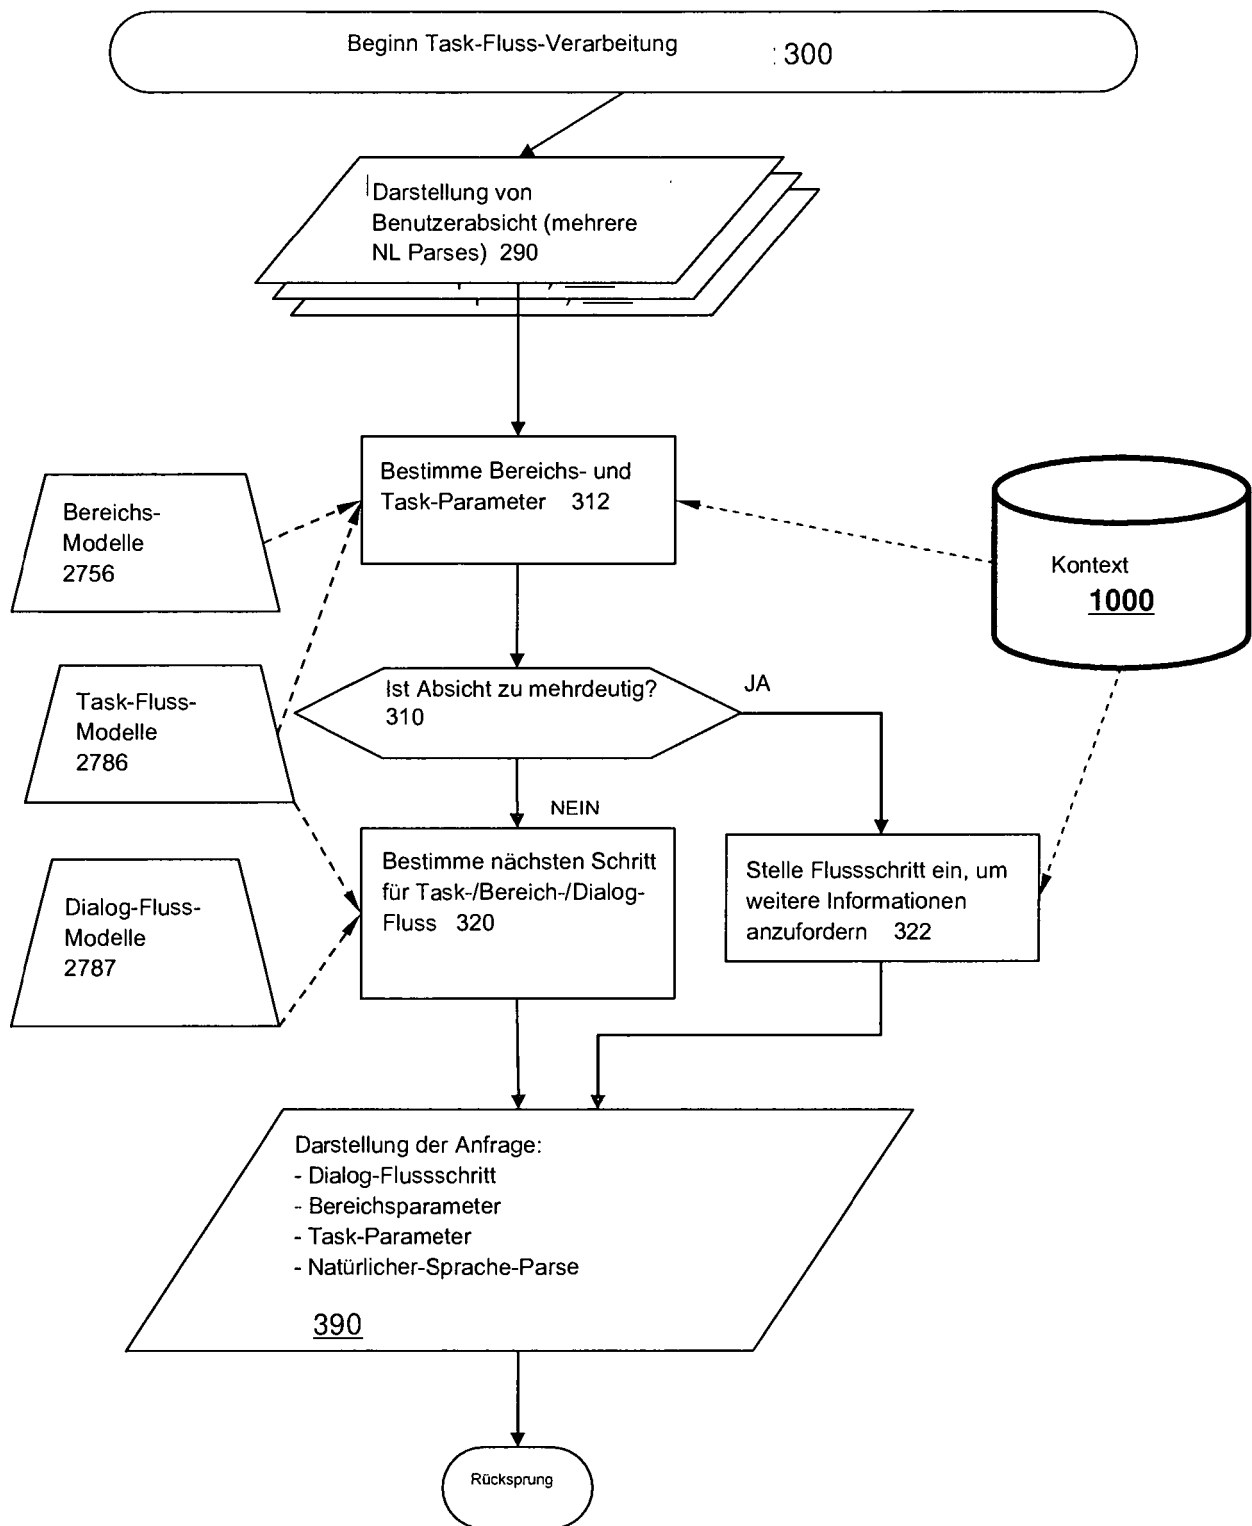 Beginn Task-Fluss-Verarbeitung : 300
Darstellung von
Benutzerabsicht (mehrere
NL Parses) 290
Bestimme Bereichs- und
Task-Parameter 312
Bereichs-
Modelle
2756
Kontext
1000
Ist Absicht zu mehrdeutig?
310
JA
Task-Fluss-
Modelle
2786
NEIN
Bestimme nächsten Schritt
für Task-/Bereich-/Dialog-
Fluss 320
Stelle Flussschritt ein, um
weitere Informationen
anzufordern 322
Dialog-Fluss-
Modelle
2787
Darstellung der Anfrage:
- Dialog-Flussschritt
- Bereichsparameter
- Task-Parameter
- Natürlicher-Sprache-Parse
390
Rücksprung